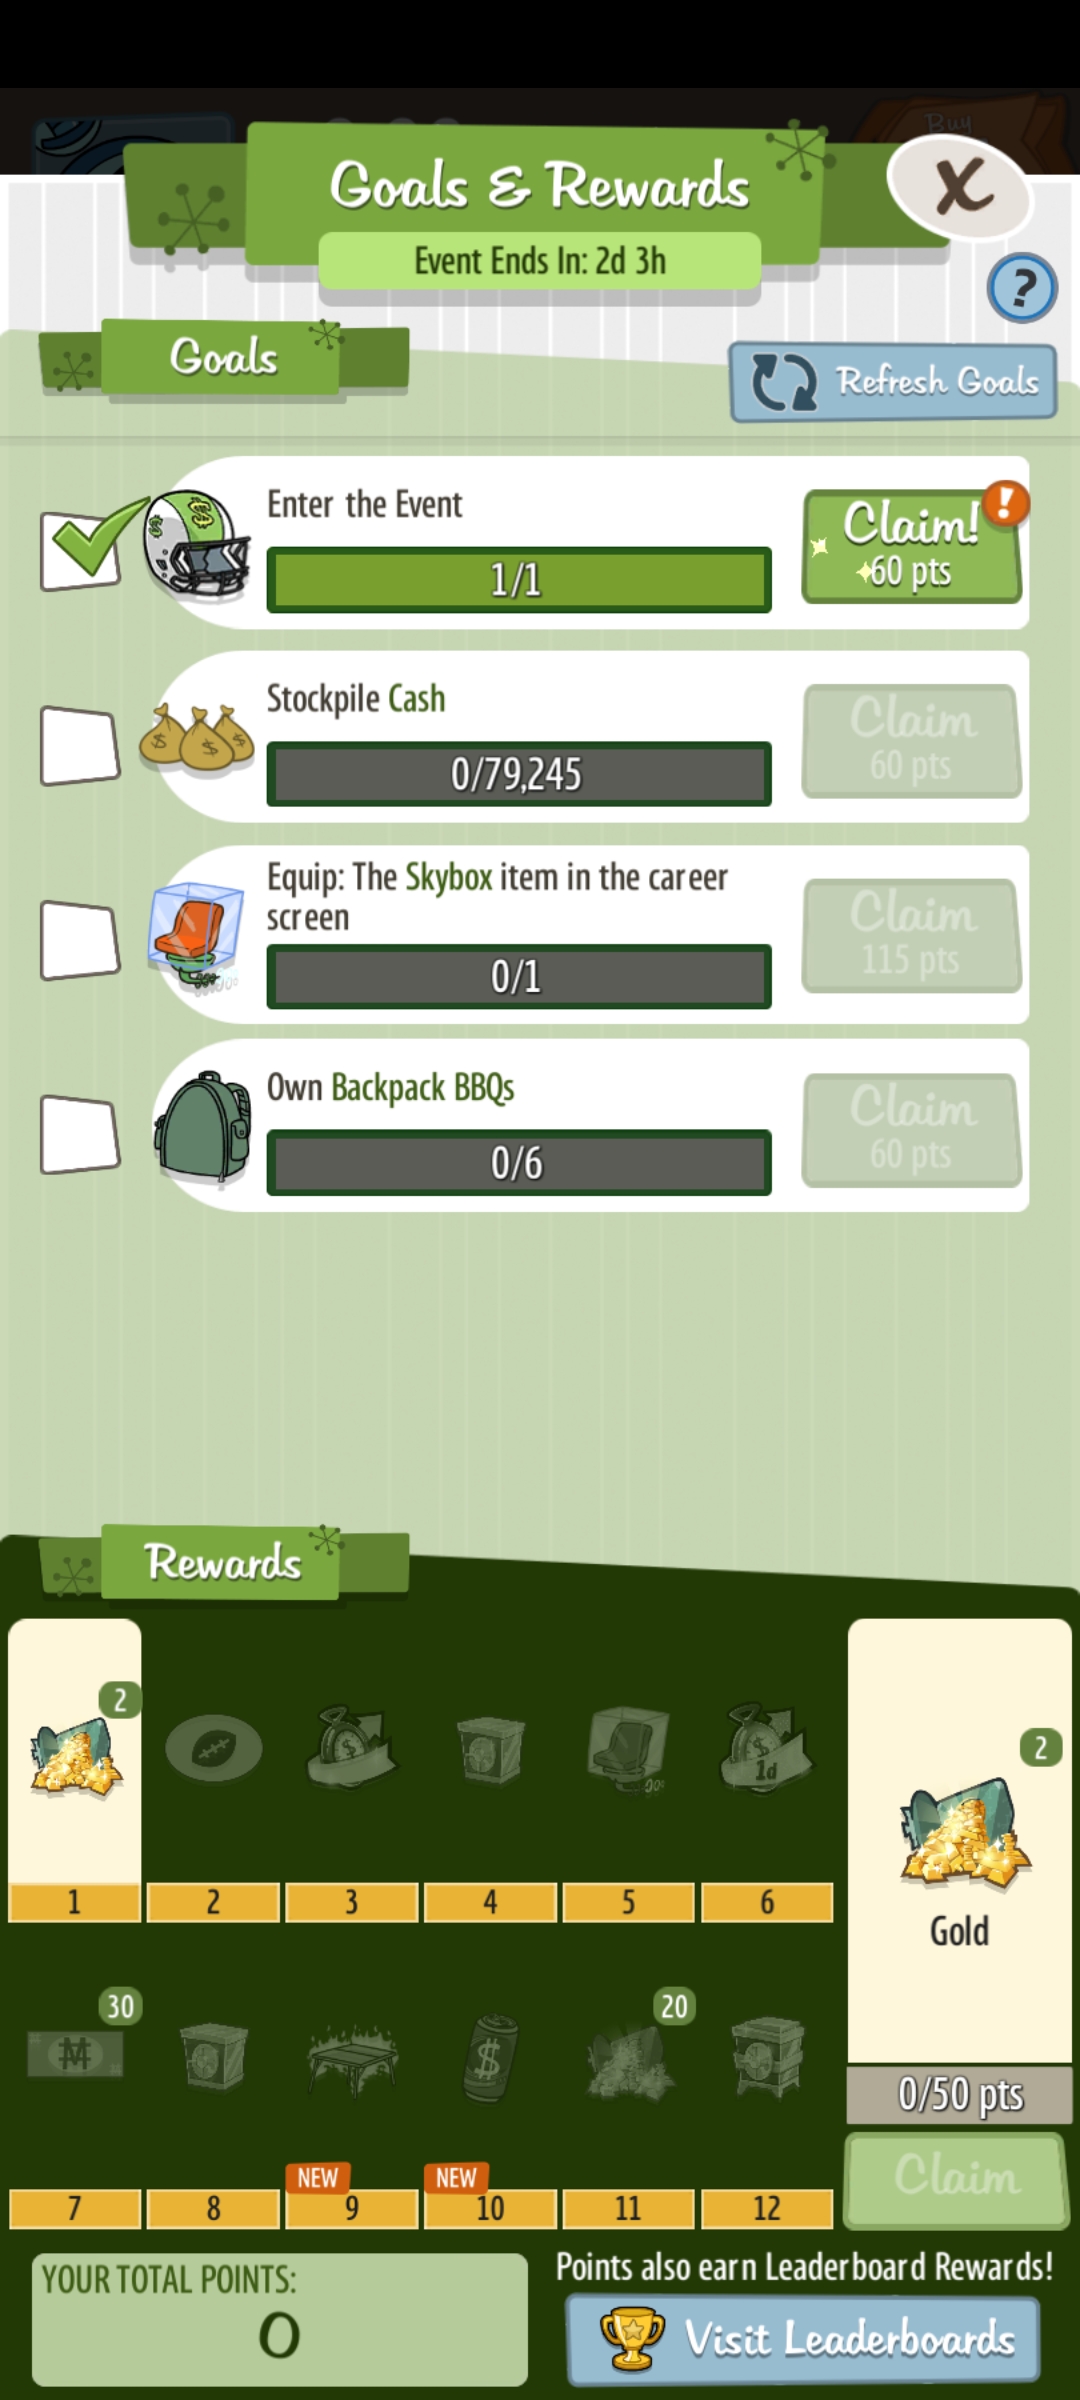 Buy
Goals & Rewards
X
Event Ends In: 2d 3h
?
Goals
Refresh Goals
Enter the Event
1/1
Claim!
!
60 pts
Stockpile Cash
0/79,245
Claim
60 pts
Equip: The Skybox item in the career
screen
0/1
Claim
115 pts
Own Backpack BBQs
0/6
Claim
60 pts
Rewards
2
1d
1
2
3
4
5
6
2
Gold
30
20
0/50 pts
NEW
NEW
7
8
9
10
11
12
Claim
YOUR TOTAL POINTS:
0
Points also earn Leaderboard Rewards!
Visit Leaderboards